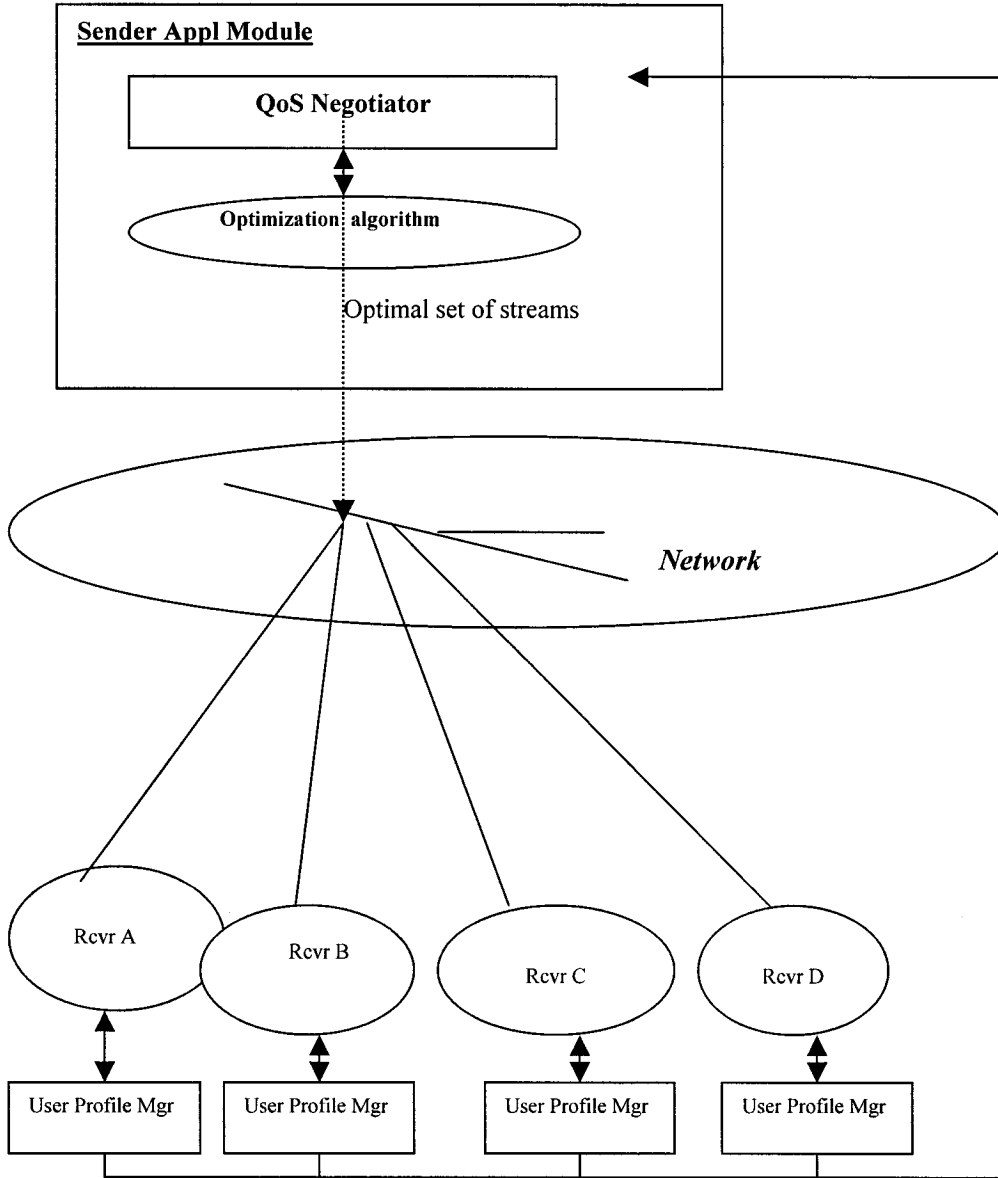 Sender Appl Module
QoS Negotiator
Optimization algorithm
Optimal set of streams
Network
Rcvr A
Rcvr B
Rcvr C
Rcvr D
User Profile Mgr
User Profile Mgr
User Profile Mgr
User Profile Mgr